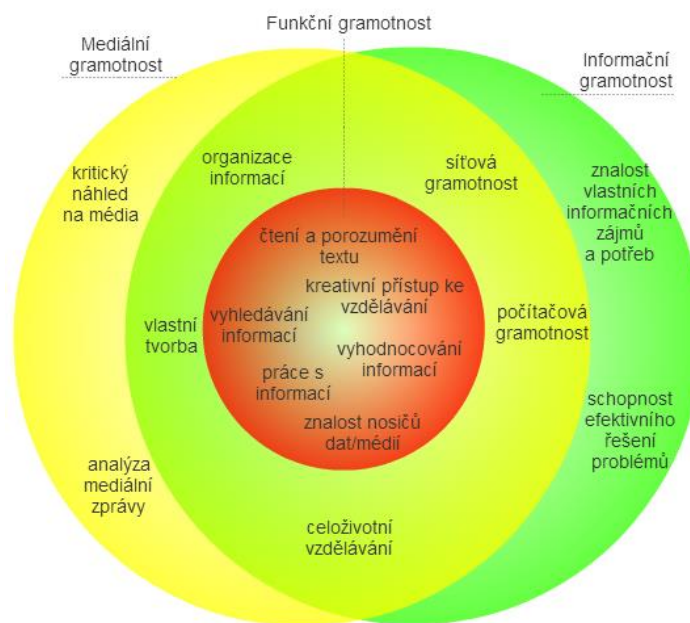 Funkční gramotnost
Mediální
gramotnost
Informační
gramotnost
organizace
informací
síťová
gramotnost
kritický
náhled
na média
znalost
vlastních
informačních
zájmů
a potřeb
čtení a porozumění
textu
kreativní přístup ke
vzdělávání
vyhledávání
informací
vlastní
tvorba
počítačová
gramotnost
vyhodnocování
informací
práce s
informací
znalost nosičů
dat/médií
schopnost
efektivního
řešení
problémů
analýza
mediální
zprávy
celoživotní
vzdělávání